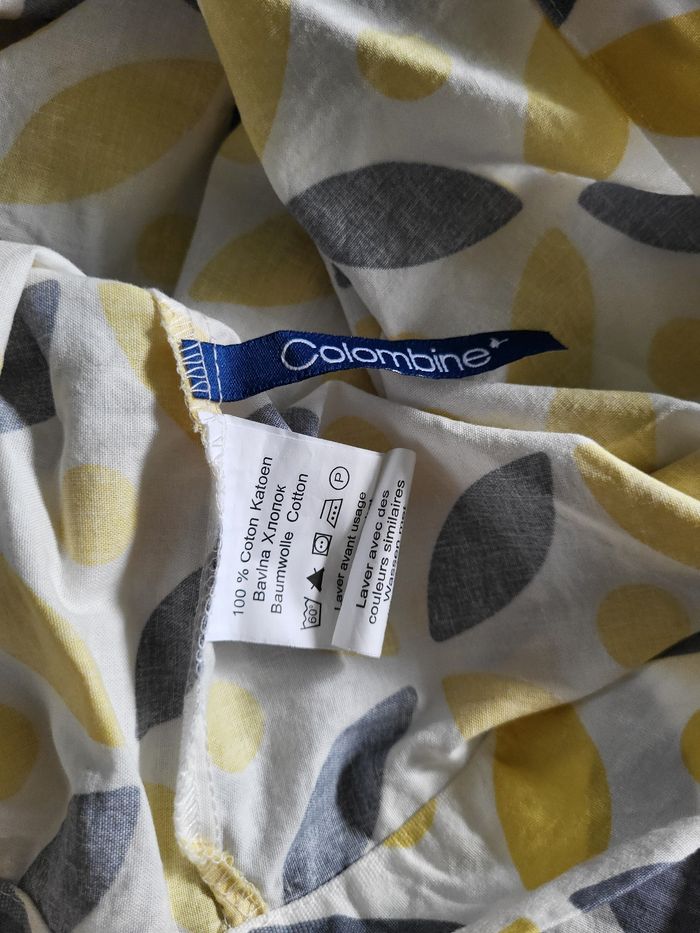 Colombine
100 % Coton Katoen
Bavlna Хлопок
Baumwolle Cotton
60°
P
Laver avant usage
Laver avec des
couleurs similaires